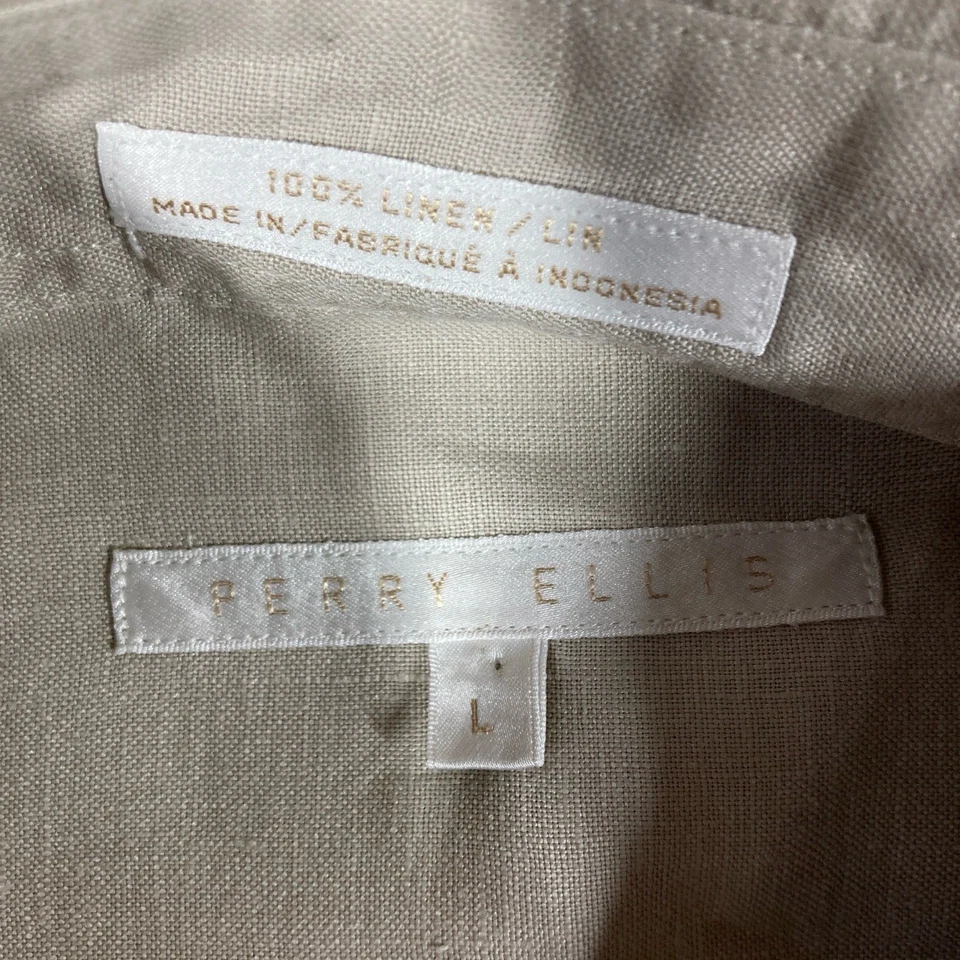 100% LINEN / LIN
MADE IN/FABRIQUÉ À INDONESIA
PERRY ELLIS
L